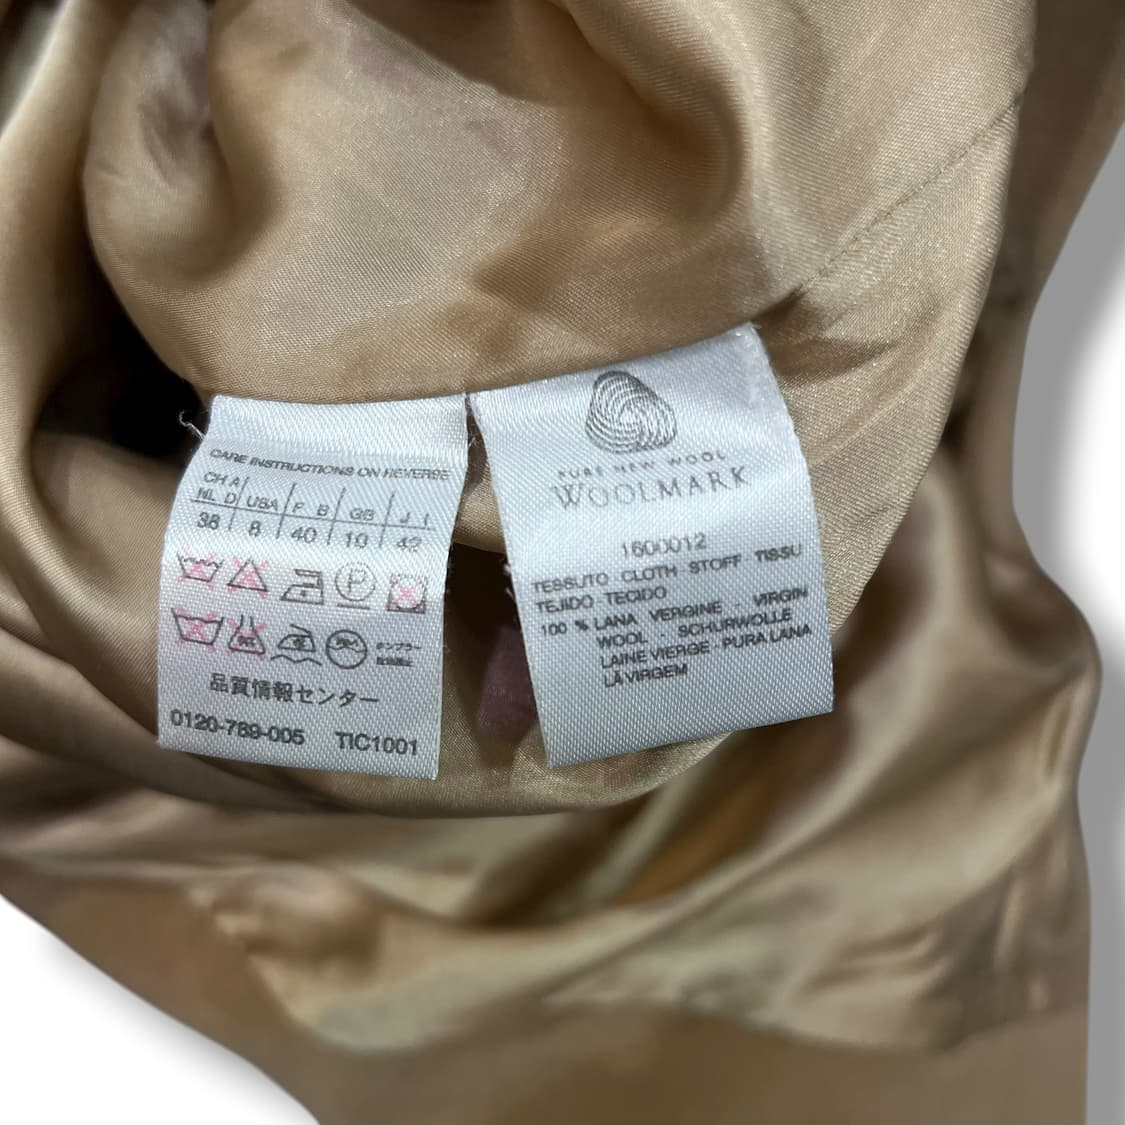 CARE INSTRUCTIONS ON REVERSE
CH A
NL D USA F B GB J I
38 8 40 10 42
P
品質情報センター
0120-789-005 TIC1001
PURE NEW WOOL
WOOLMARK
1600012
TESSUTO CLOTH STOFF TISSU
TEJIDO TECIDO
100 % LANA VERGINE - VIRGIN
WOOL - SCHURWOLLE
LAINE VIERGE - PURA LANA
LÃ VIRGEM